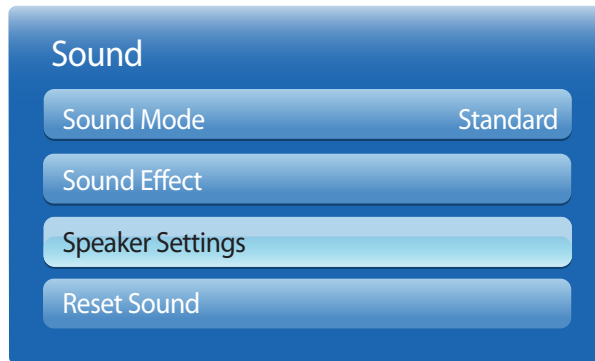 Sound
Sound Mode Standard
Sound Effect
Speaker Settings
Reset Sound